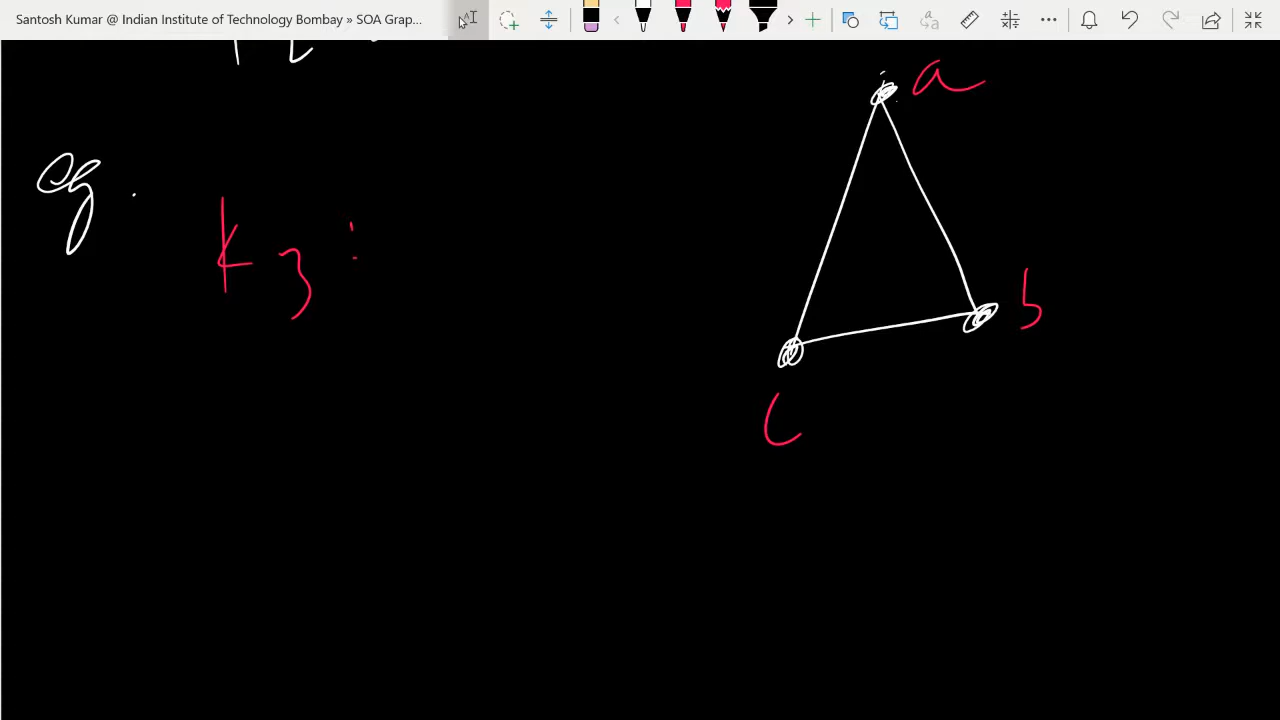 Santosh Kumar @ Indian Institute of Technology Bombay » SOA Grap...
a
eg.
K3 :
b
C